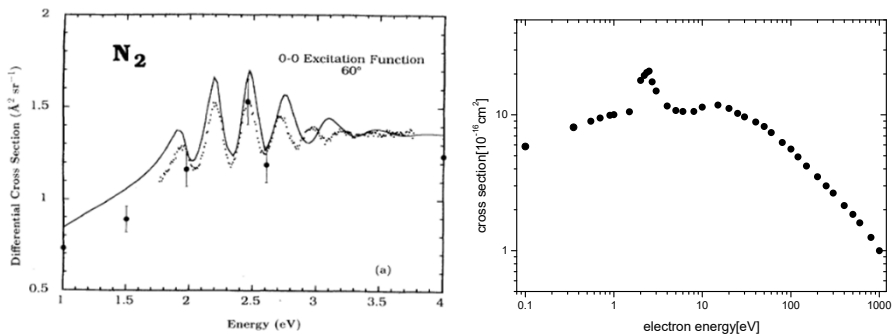 N₂
0-0 Excitation Function
60°
(a)
Differential Cross Section (Å² sr⁻¹)
2
1.5
1
0.5
1
1.5
2
2.5
3
3.5
4
Energy (eV)
cross section[10⁻¹⁶cm²]
10
1
0.1
1
10
100
1000
electron energy[eV]